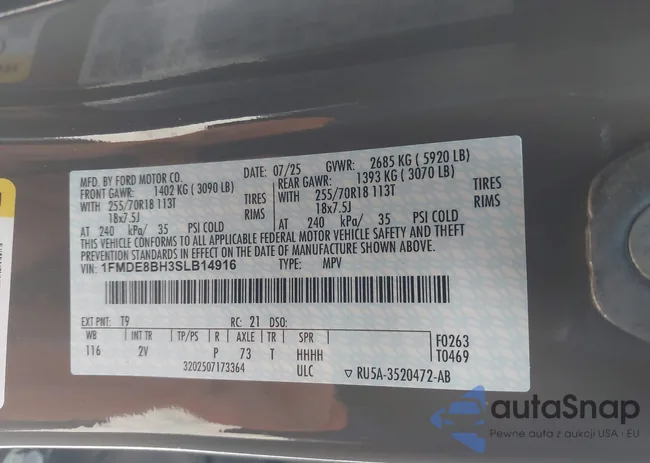 MFD. BY FORD MOTOR CO.
DATE: 07/25 GVWR: 2685 KG ( 5920 LB)
FRONT GAWR: 1402 KG ( 3090 LB)
REAR GAWR: 1393 KG ( 3070 LB)
WITH 255/70R18 113T TIRES WITH 255/70R18 113T TIRES
18x7.5J RIMS 18x7.5J RIMS
AT 240 kPa/ 35 PSI COLD AT 240 kPa/ 35 PSI COLD
THIS VEHICLE CONFORMS TO ALL APPLICABLE FEDERAL MOTOR VEHICLE SAFETY AND THEFT
PREVENTION STANDARDS IN EFFECT ON THE DATE OF MANUFACTURE SHOWN ABOVE.
VIN: 1FMDE8BH3SLB14916 TYPE: MPV
EXT PNT: T9 RC: 21 DSO:
WB INT TR TP/PS R AXLE TR SPR
116 2V P 73 T HHHH
F0263
T0469
3202507173364 ULC ▽ RU5A-3520472-AB
autaSnap
Pewne auta z aukcji USA i EU